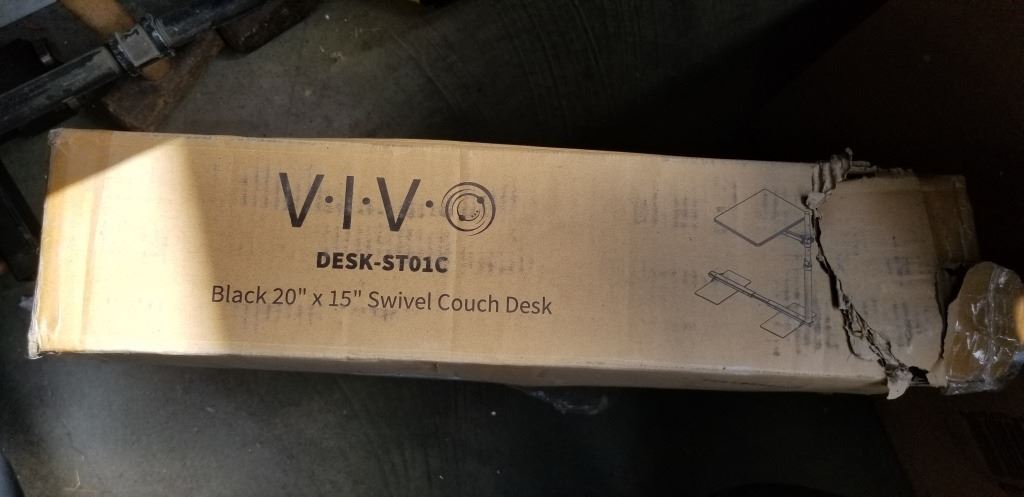 V·I·V·O
DESK-ST01C
Black 20" x 15" Swivel Couch Desk